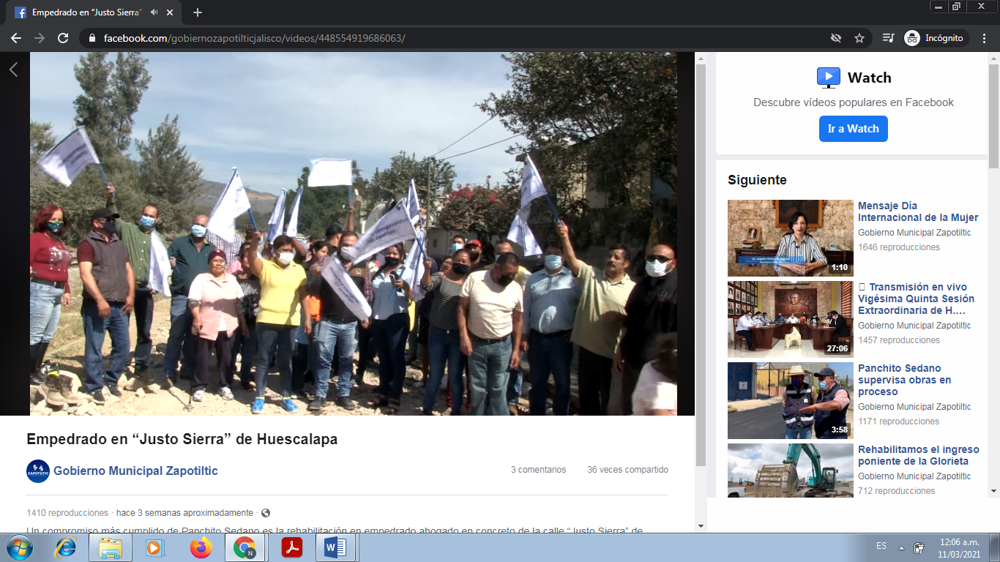 Empedrado en “Justo Sierra”
facebook.com/gobiernozapotilticjalisco/videos/448554919686063/
Incógnito
Empedrado en “Justo Sierra” de Huescalapa
ZAPOTILTIC
Gobierno Municipal Zapotiltic
3 comentarios
36 veces compartido
1410 reproducciones · hace 3 semanas aproximadamente ·
Un compromiso más cumplido de Panchito Sedano es la rehabilitación en empedrado ahogado en concreto de la calle “Justo Sierra” de
Watch
Descubre vídeos populares en Facebook
Ir a Watch
Siguiente
1:10
Mensaje Día
Internacional de la Mujer
Gobierno Municipal Zapotiltic
1646 reproducciones
27:06
Transmisión en vivo
Vigésima Quinta Sesión
Extraordinaria de H....
Gobierno Municipal Zapotiltic
1457 reproducciones
3:58
Panchito Sedano
supervisa obras en
proceso
Gobierno Municipal Zapotiltic
1171 reproducciones
Rehabilitamos el ingreso
poniente de la Glorieta
Gobierno Municipal Zapotiltic
712 reproducciones
N
ES
12:06 a.m.
11/03/2021